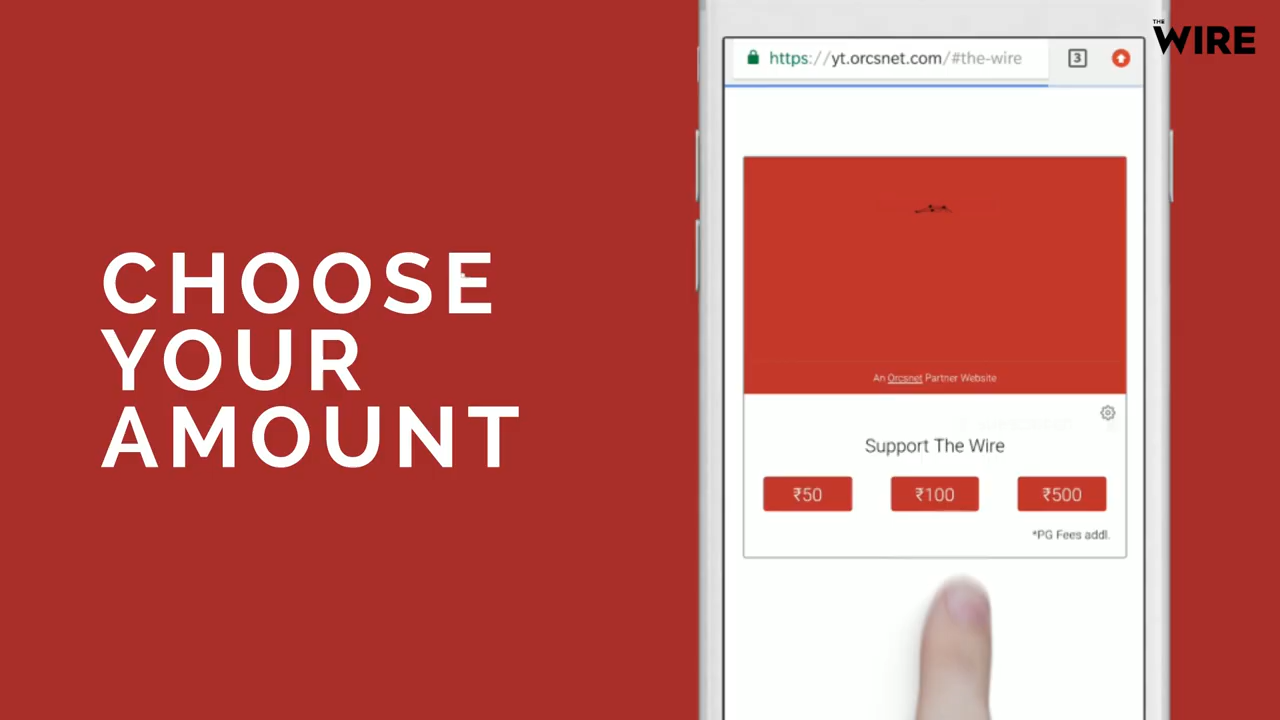 CHOOSE
YOUR
AMOUNT
THE
WIRE
https://yt.orcsnet.com/#the-wire
3
An Orcsnet Partner Website
Support The Wire
₹50
₹100
₹500
*PG Fees addl.